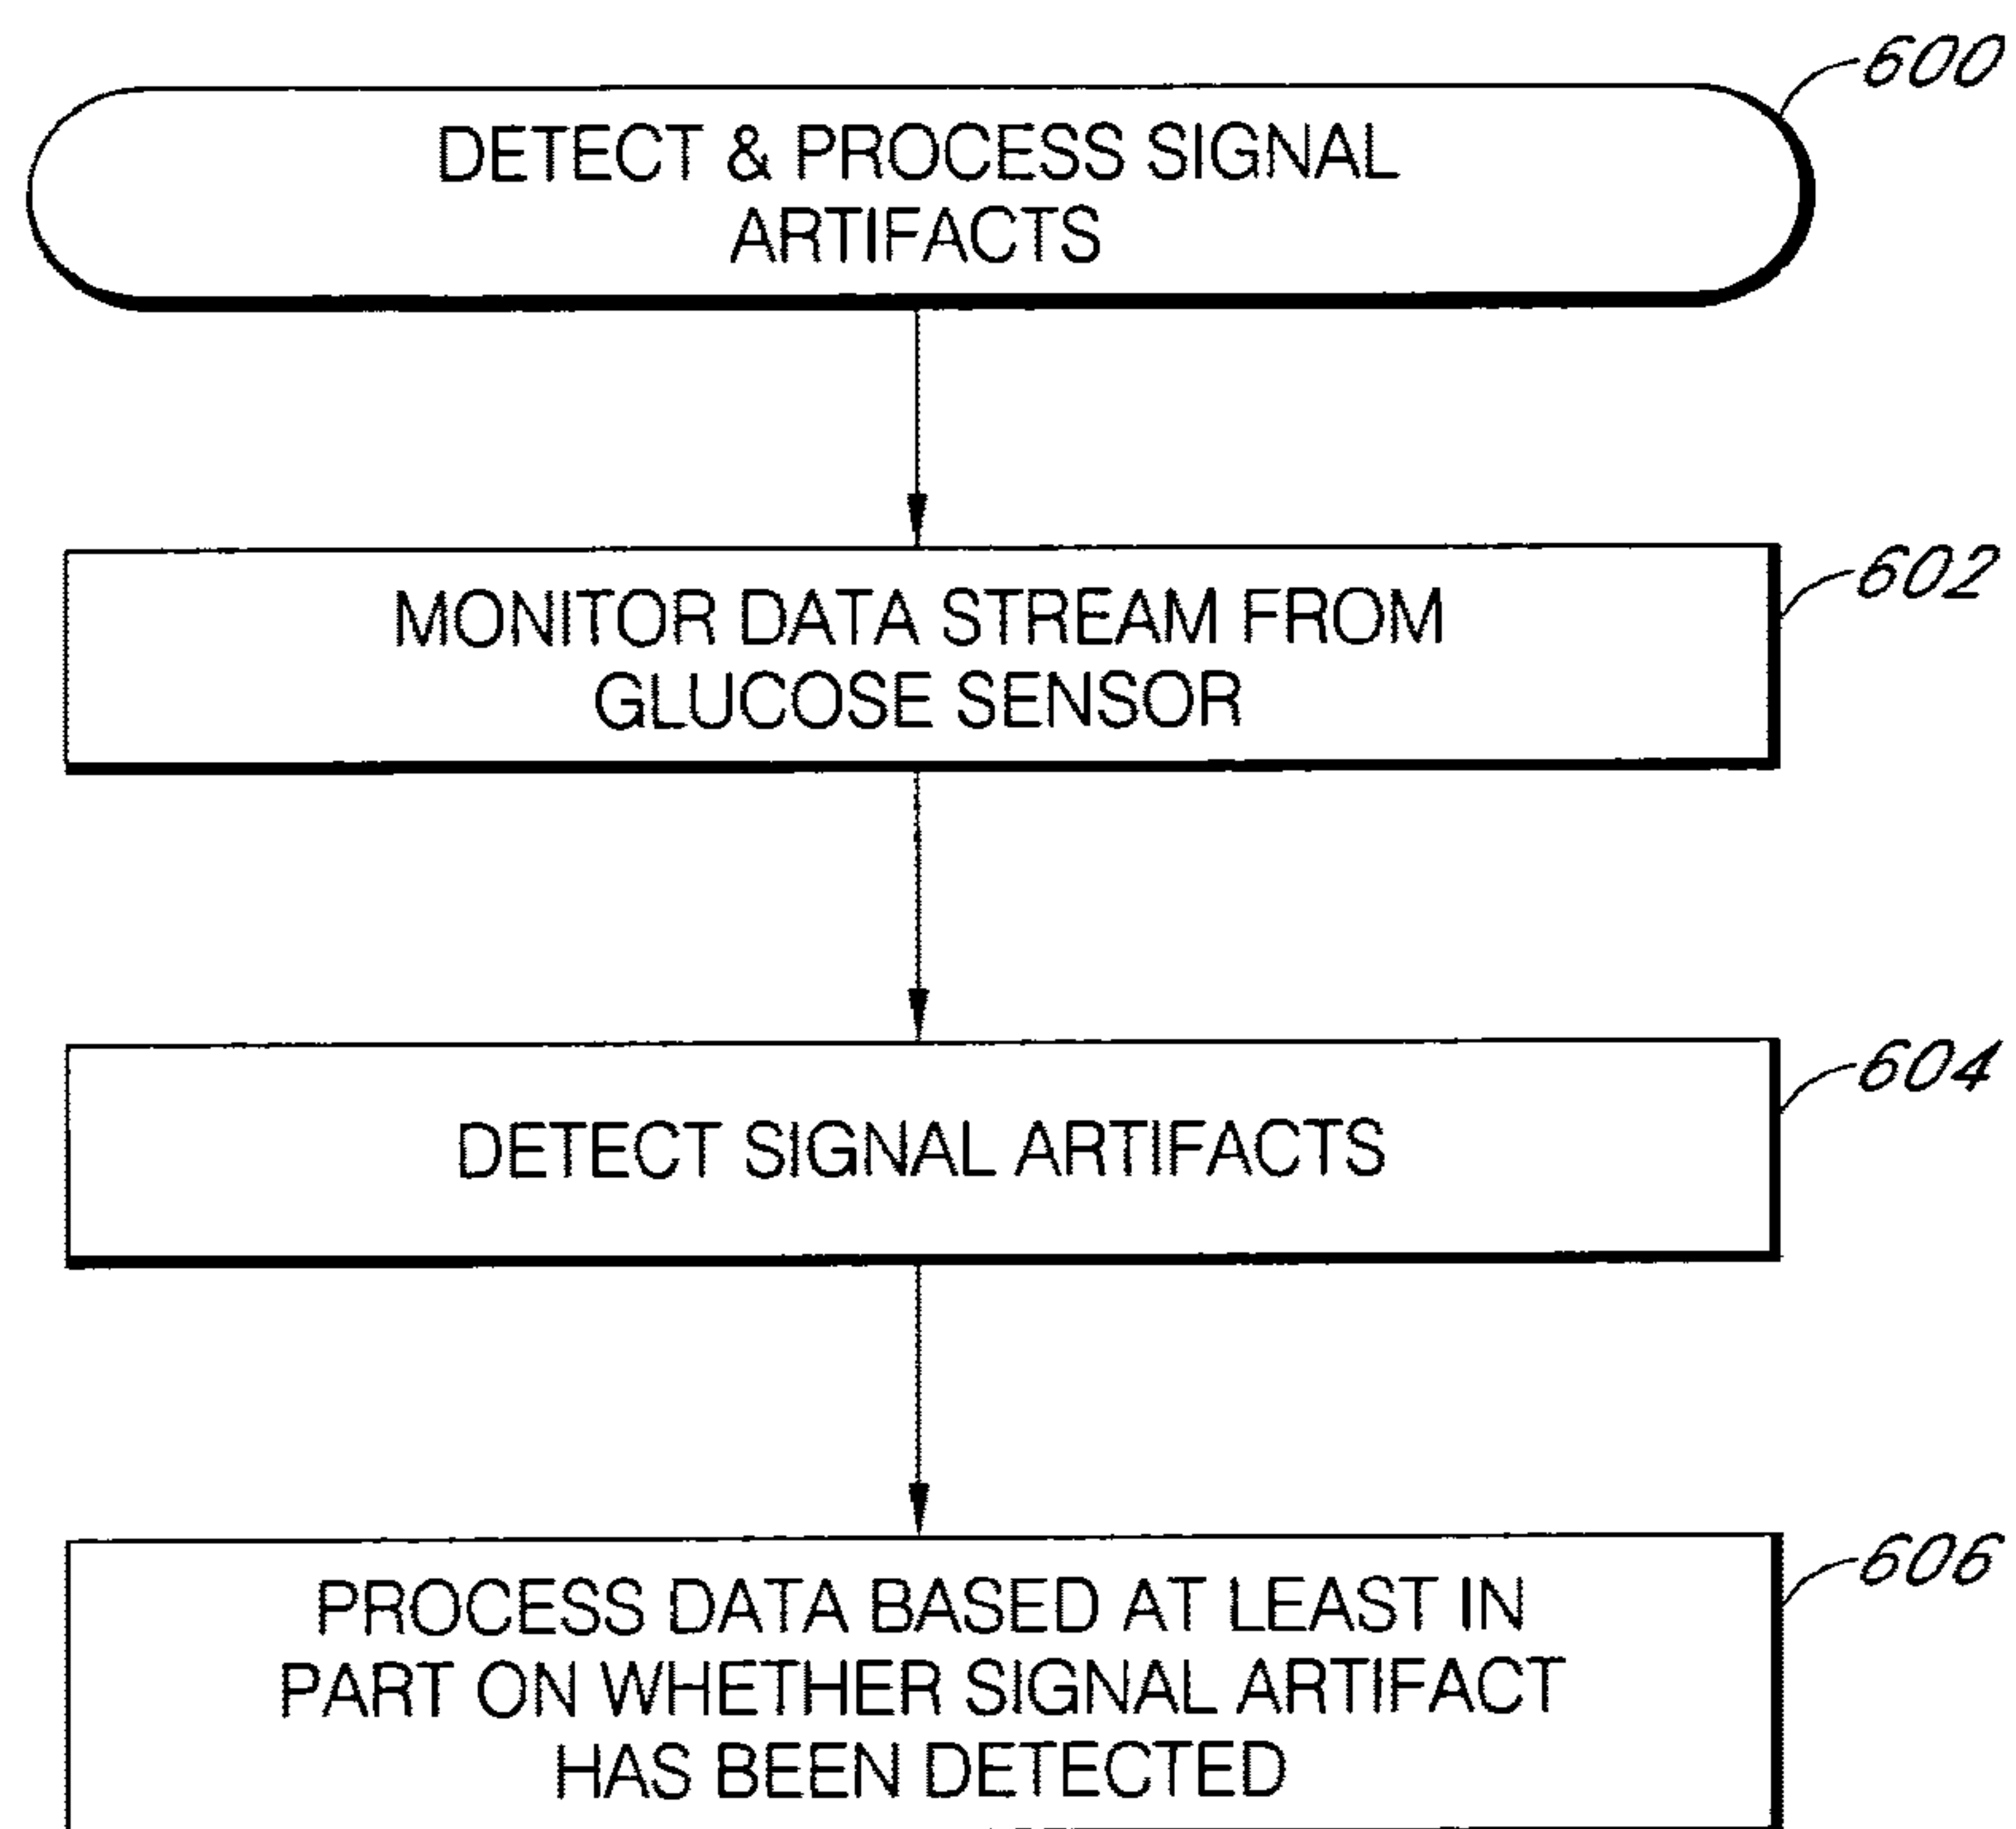 600
DETECT & PROCESS SIGNAL
ARTIFACTS
602
MONITOR DATA STREAM FROM
GLUCOSE SENSOR
604
DETECT SIGNAL ARTIFACTS
606
PROCESS DATA BASED AT LEAST IN
PART ON WHETHER SIGNAL ARTIFACT
HAS BEEN DETECTED